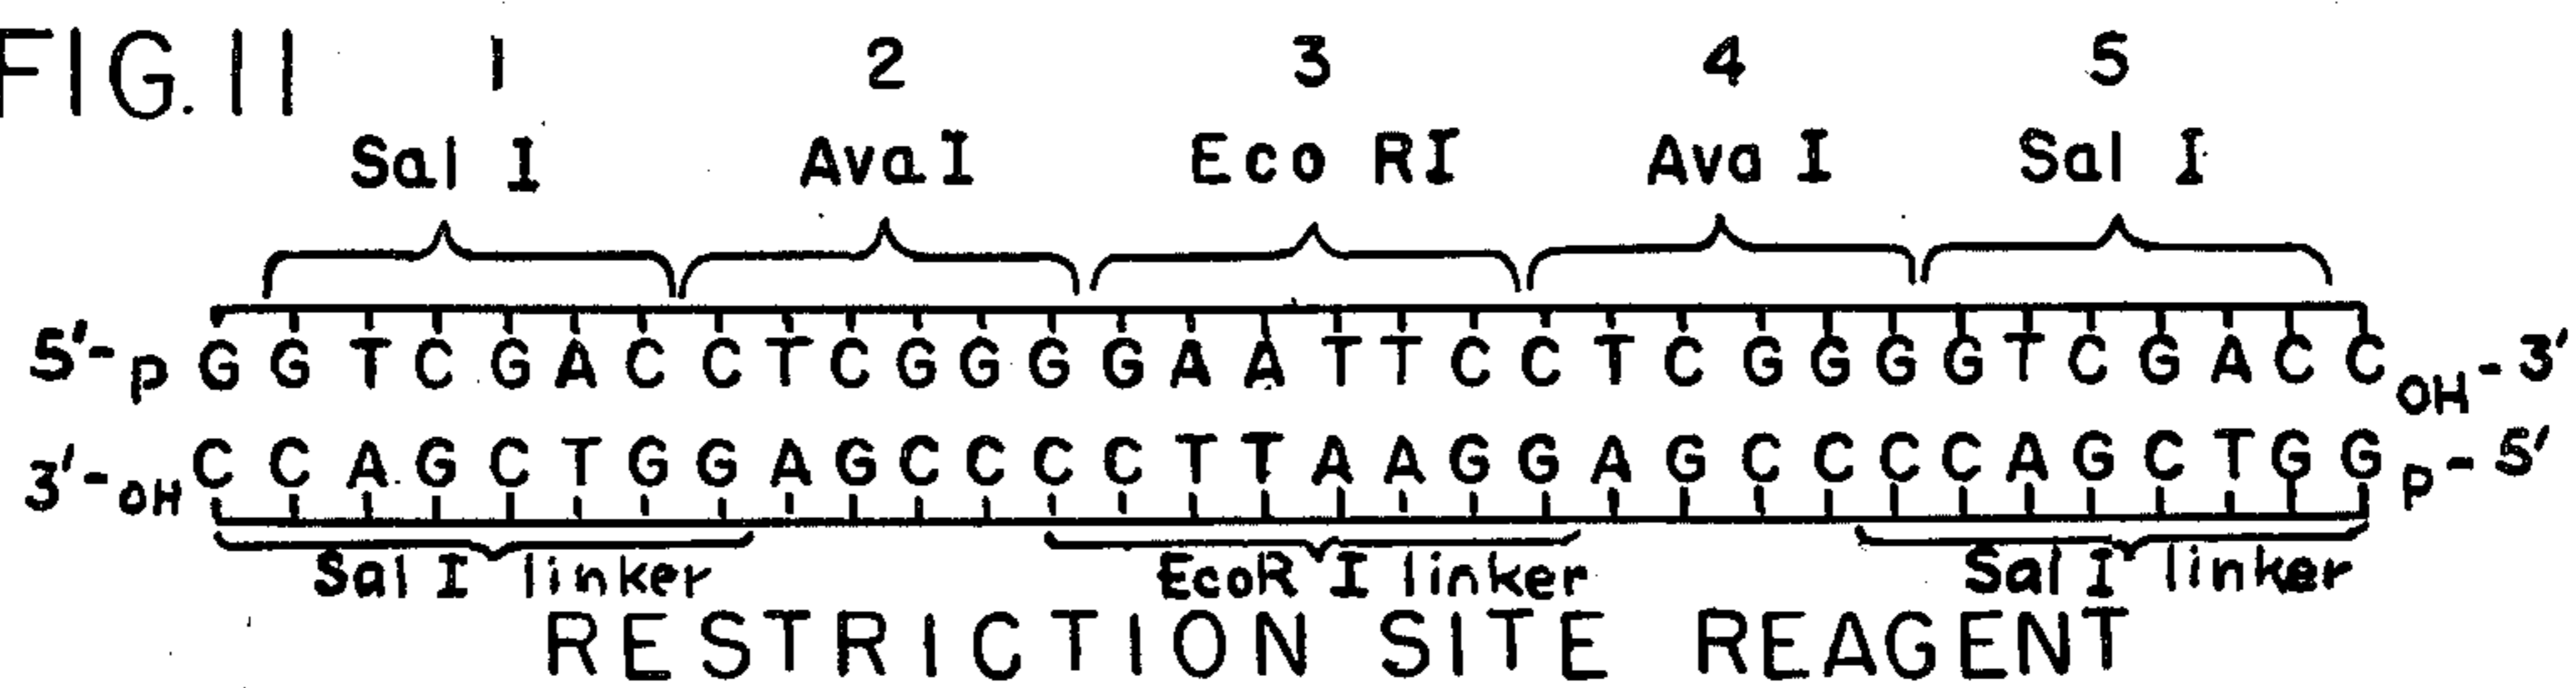 FIG. 11 1 2 3 4 5
Sal I Ava I Eco RI Ava I Sal I
5'-p G G T C G A C C T C G G G G A A T T C C T C G G G G T C G A C C OH-3'
3'-OH C C A G C T G G A G C C C C T T A A G G A G C C C C A G C T G G p-5'
Sal I linker EcoR I linker Sal I linker
RESTRICTION SITE REAGENT